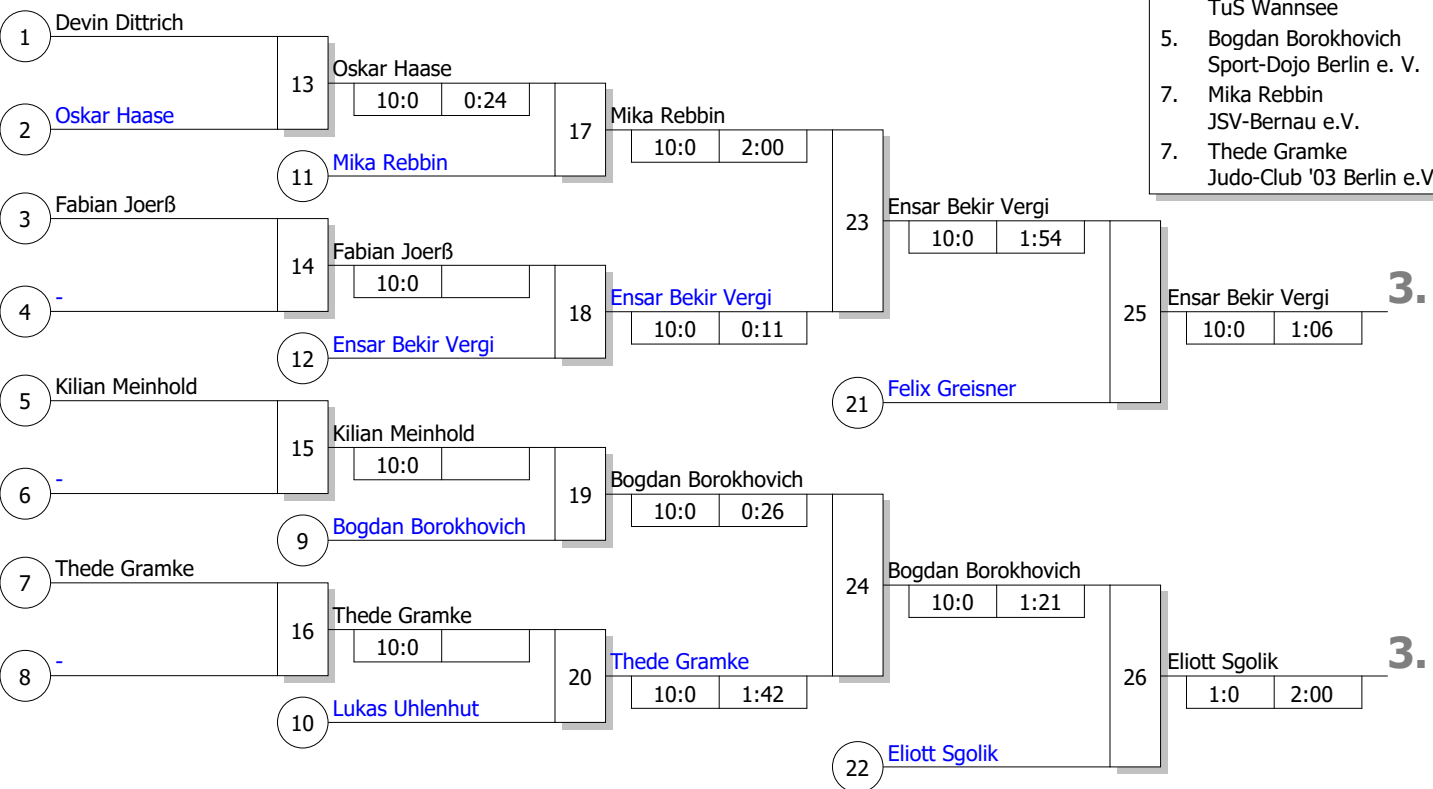 TuS Wannsee
5. Bogdan Borokhovich
Sport-Dojo Berlin e. V.
7. Mika Rebbin
JSV-Bernau e.V.
7. Thede Gramke
Judo-Club '03 Berlin e.V
1 Devin Dittrich
13
Oskar Haase
10:0 0:24
2 Oskar Haase
17
Mika Rebbin
10:0 2:00
11 Mika Rebbin
3 Fabian Joerß
14
Fabian Joerß
10:0
4 -
18
Ensar Bekir Vergi
10:0 0:11
12 Ensar Bekir Vergi
23
Ensar Bekir Vergi
10:0 1:54
25
Ensar Bekir Vergi
10:0 1:06
3.
21 Felix Greisner
5 Kilian Meinhold
15
Kilian Meinhold
10:0
6 -
19
Bogdan Borokhovich
10:0 0:26
9 Bogdan Borokhovich
7 Thede Gramke
16
Thede Gramke
10:0
8 -
20
Thede Gramke
10:0 1:42
10 Lukas Uhlenhut
24
Bogdan Borokhovich
10:0 1:21
26
Eliott Sgolik
1:0 2:00
3.
22 Eliott Sgolik